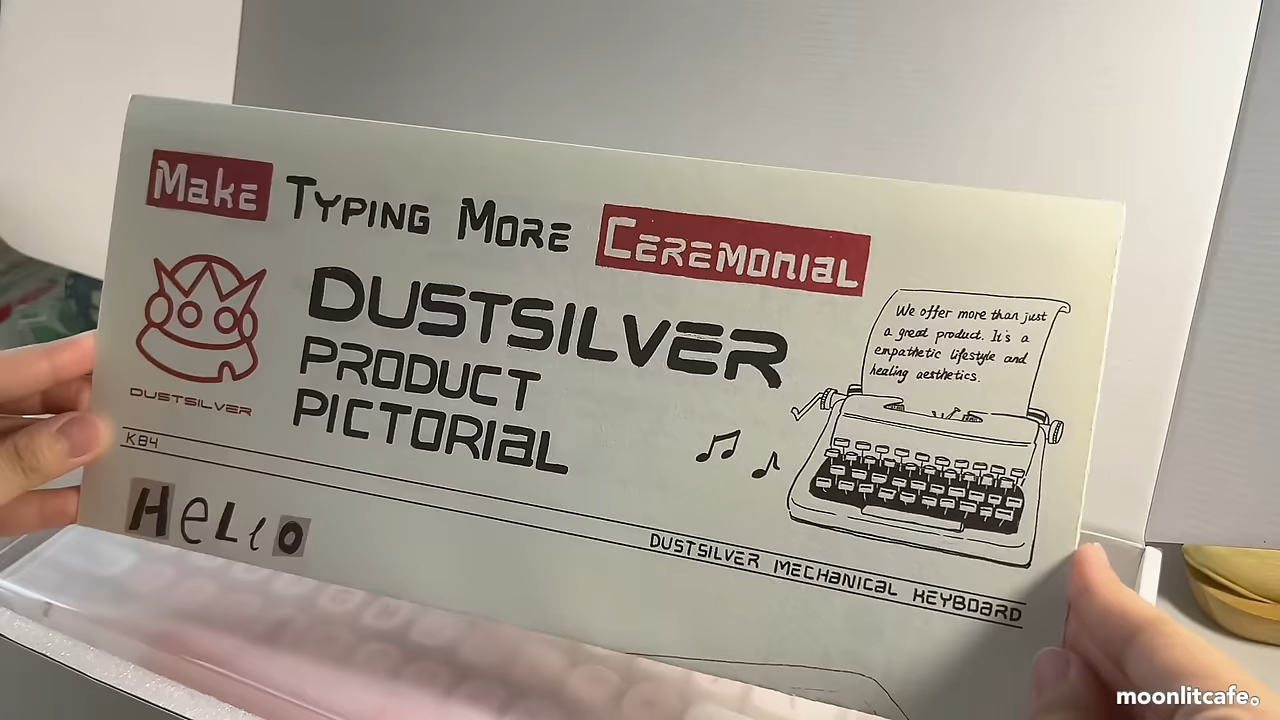 Make Typing More Ceremonial
DUSTSILVER
PRODUCT
PICTORIAL
DUSTSILVER
We offer more than just
a great product. It's a
empathetic lifestyle and
healing aesthetics.
KB4
HeLlo
DUSTSILVER MECHANICAL KEYBOARD
moonlitcafe.